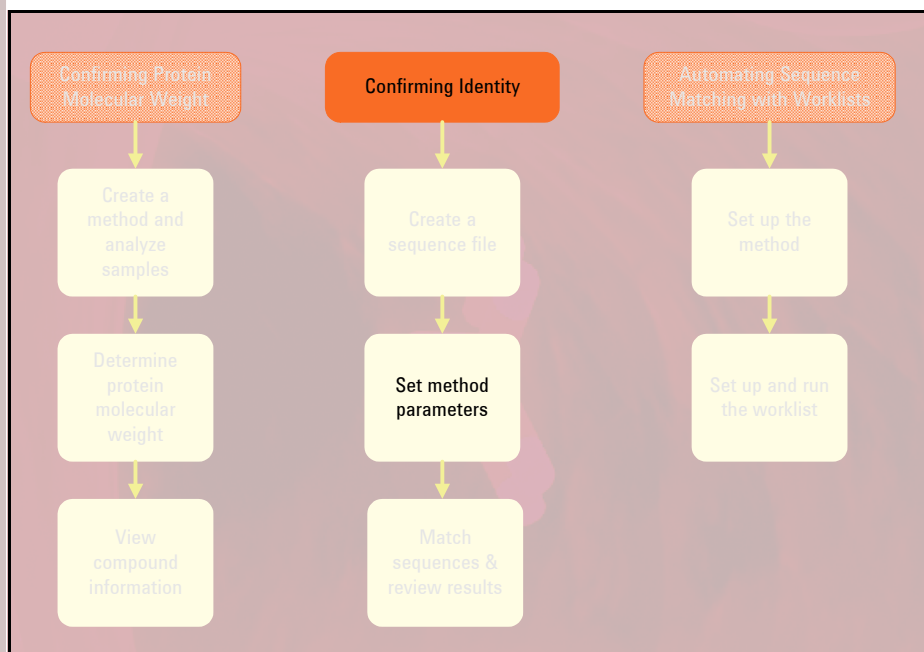 Confirming Protein
Molecular Weight
Create a
method and
analyze
samples
Determine
protein
molecular
weight
View
compound
information
Confirming Identity
Create a
sequence file
Set method
parameters
Match
sequences &
review results
Automating Sequence
Matching with Worklists
Set up the
method
Set up and run
the worklist